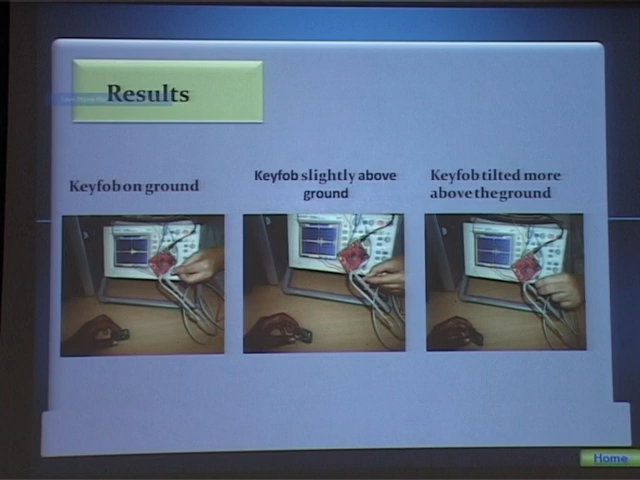 Results
Keyfob on ground
Keyfob slightly above
ground
Keyfob tilted more
above the ground
Home